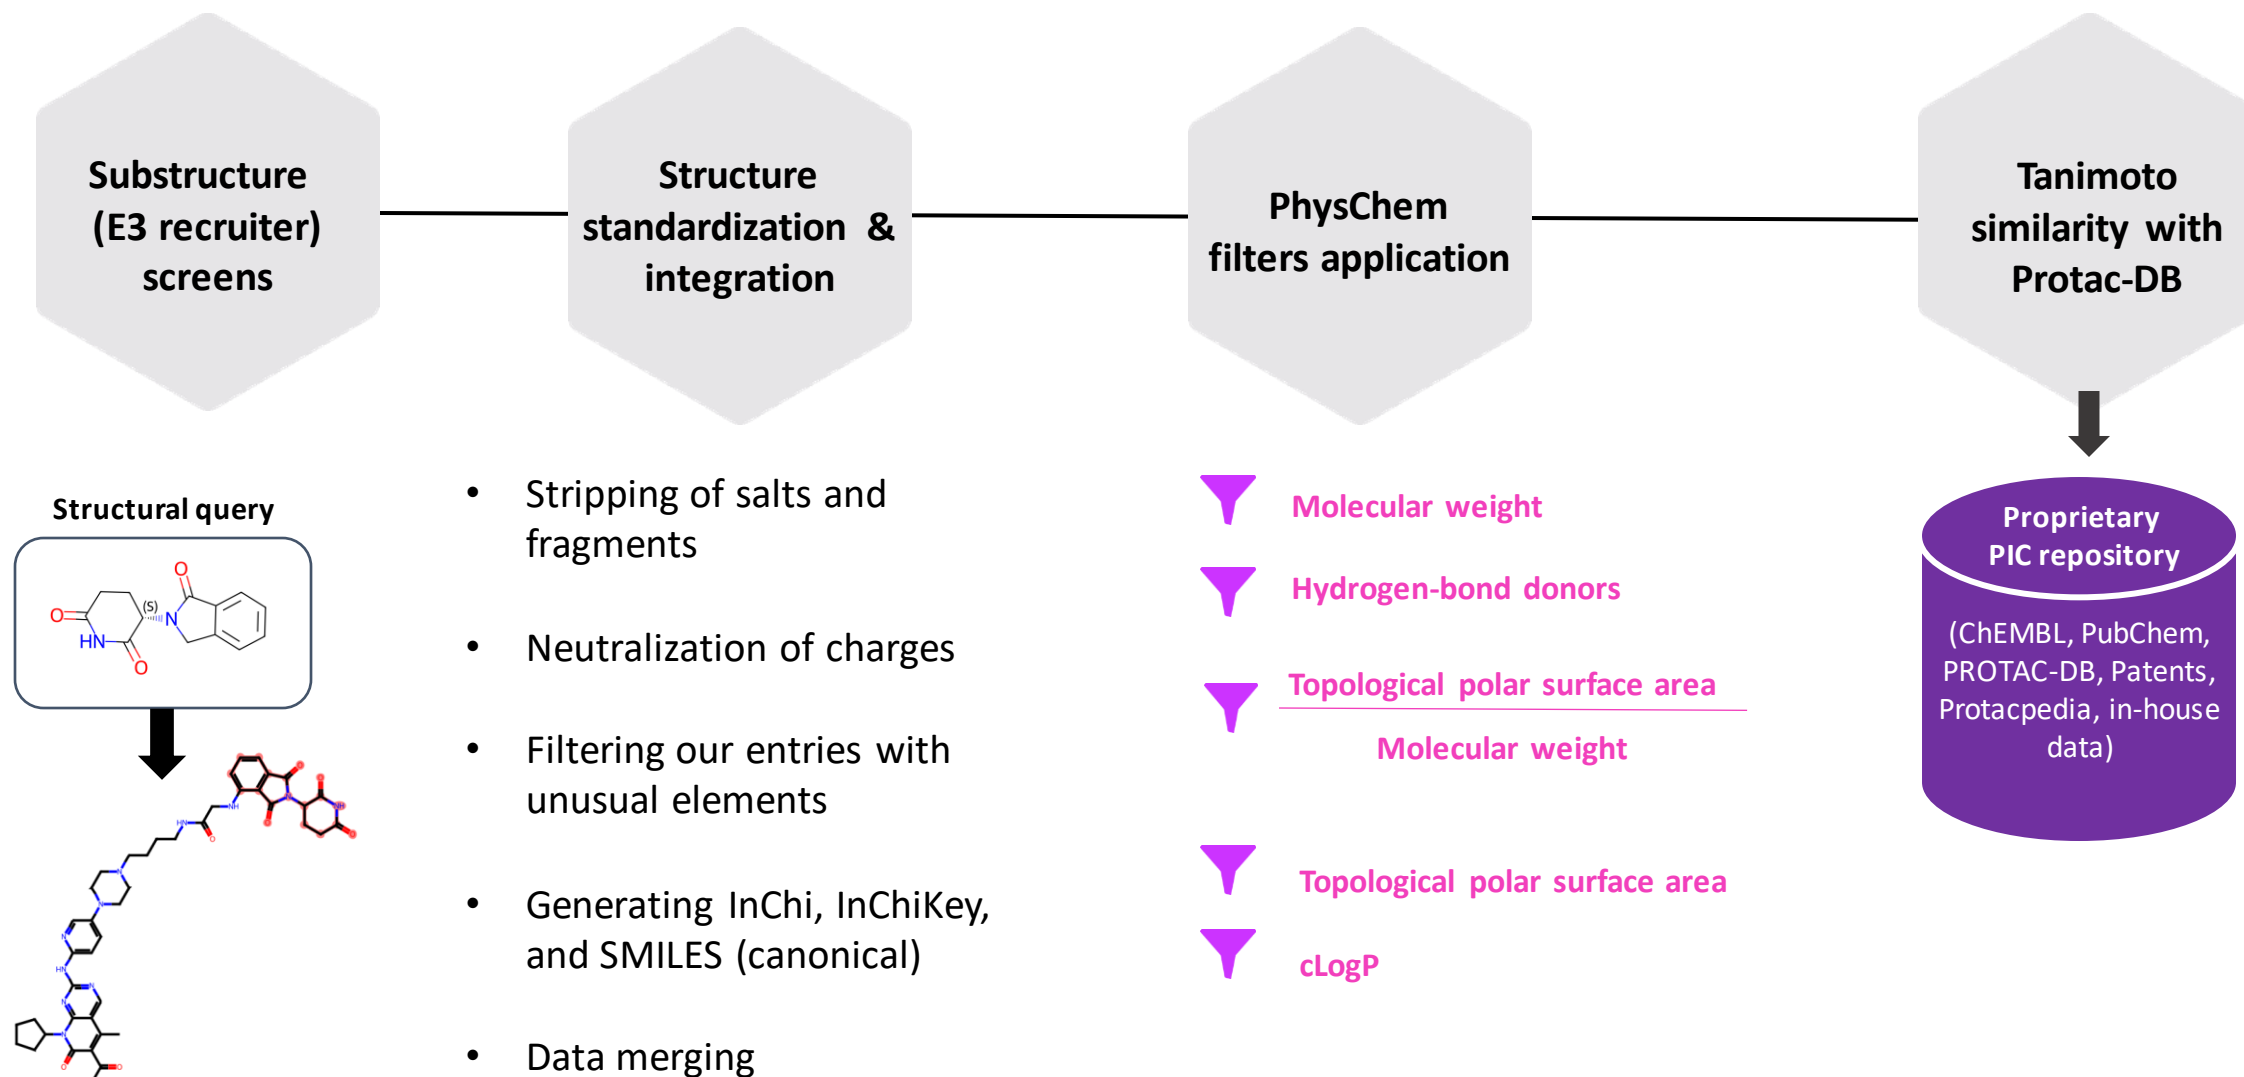 Substructure
(E3 recruiter)
screens
Structure
standardization &
integration
PhysChem
filters application
Tanimoto
similarity with
Protac-DB
Structural query
O
O
(S)
N
HN
O
NH
HN
O
N
N
N
HN
N
N
N
O
O
• Stripping of salts and
fragments
• Neutralization of charges
• Filtering our entries with
unusual elements
• Generating InChi, InChiKey,
and SMILES (canonical)
• Data merging
Molecular weight
Hydrogen-bond donors
Topological polar surface area
Molecular weight
Topological polar surface area
cLogP
Proprietary
PIC repository
(ChEMBL, PubChem,
PROTAC-DB, Patents,
Protacpedia, in-house
data)